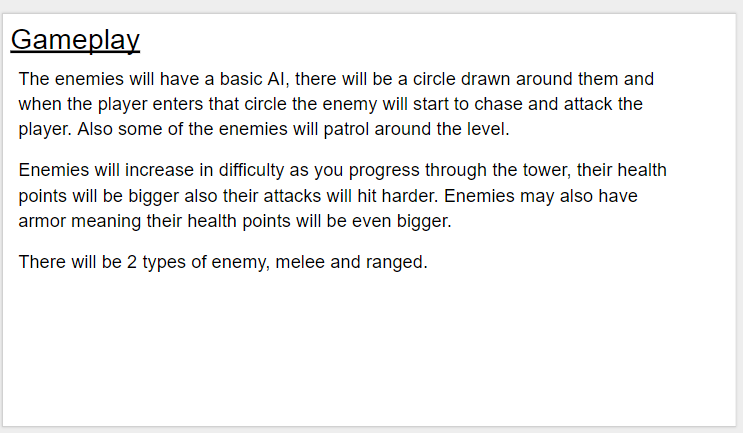 Gameplay
The enemies will have a basic AI, there will be a circle drawn around them and
when the player enters that circle the enemy will start to chase and attack the
player. Also some of the enemies will patrol around the level.
Enemies will increase in difficulty as you progress through the tower, their health
points will be bigger also their attacks will hit harder. Enemies may also have
armor meaning their health points will be even bigger.
There will be 2 types of enemy, melee and ranged.